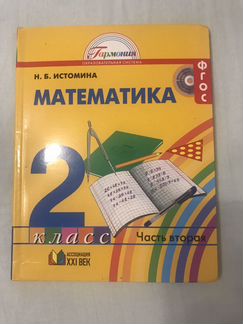 Гармония
ОБРАЗОВАТЕЛЬНАЯ СИСТЕМА
ФГОС
Н. Б. ИСТОМИНА
МАТЕМАТИКА
2
класс
Часть вторая
АССОЦИАЦИЯ
XXI ВЕК